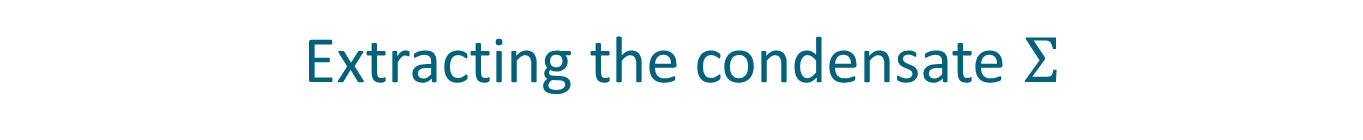 Extracting the condensate Σ